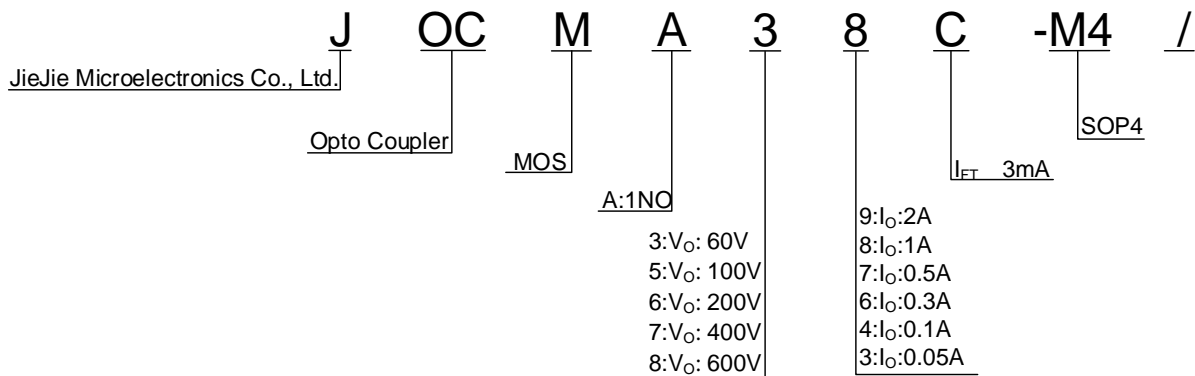 J OC M A 3 8 C -M4 /
JieJie Microelectronics Co., Ltd.
SOP4
Opto Coupler
MOS
IFT 3mA
A:1NO
3:VO: 60V
5:VO: 100V
6:VO: 200V
7:VO: 400V
8:VO: 600V
9:IO:2A
8:IO:1A
7:IO:0.5A
6:IO:0.3A
4:IO:0.1A
3:IO:0.05A